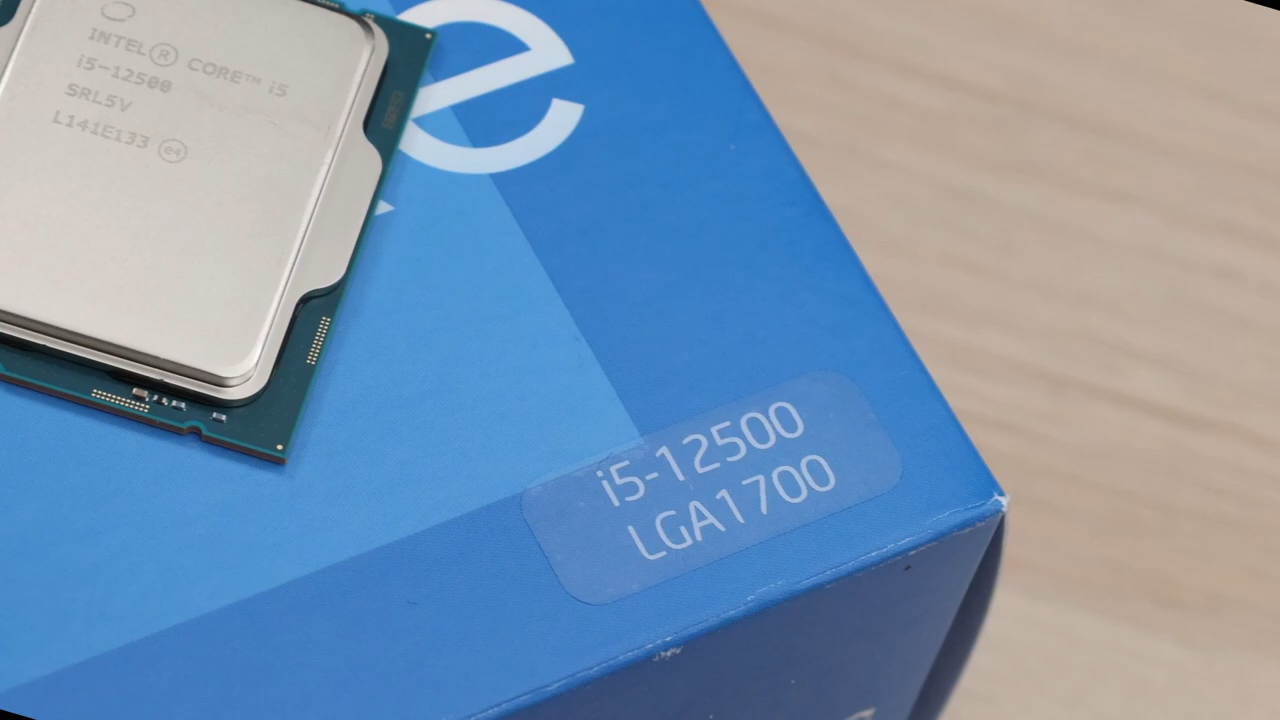 INTEL® CORE™ i5
i5-12500
SRL5V
L141E133 e4
e
i5-12500
LGA1700